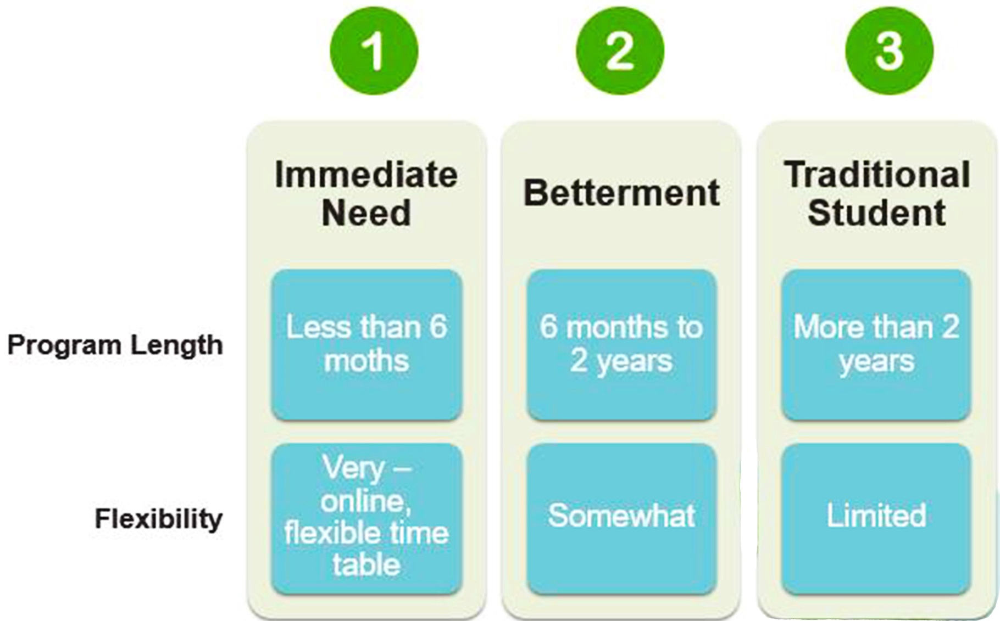 1
2
3
Immediate
Need
Betterment
Traditional
Student
Program Length
Less than 6
moths
6 months to
2 years
More than 2
years
Flexibility
Very –
online,
flexible time
table
Somewhat
Limited